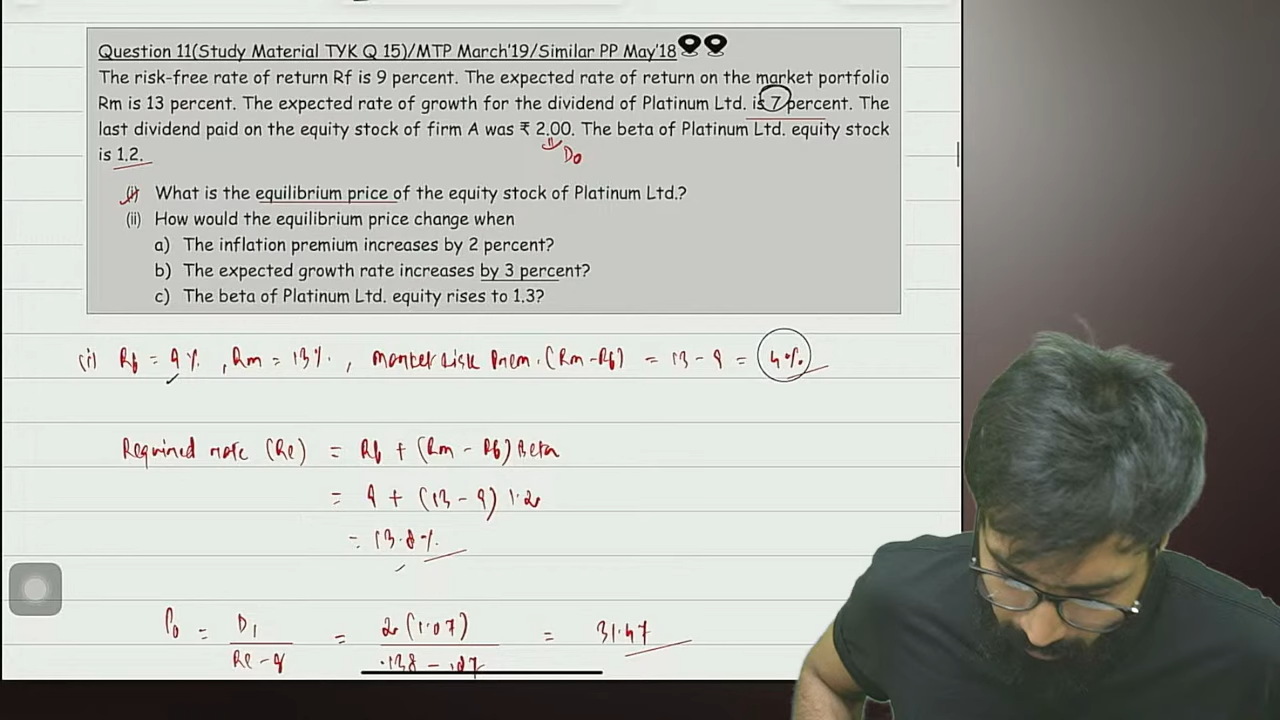 Question 11(Study Material TYK Q 15)/MTP March'19/Similar PP May'18
The risk-free rate of return Rf is 9 percent. The expected rate of return on the market portfolio
Rm is 13 percent. The expected rate of growth for the dividend of Platinum Ltd. is 7 percent. The
last dividend paid on the equity stock of firm A was ₹ 2.00. The beta of Platinum Ltd. equity stock
is 1.2.
D0
(i) What is the equilibrium price of the equity stock of Platinum Ltd.?
(ii) How would the equilibrium price change when
a) The inflation premium increases by 2 percent?
b) The expected growth rate increases by 3 percent?
c) The beta of Platinum Ltd. equity rises to 1.3?
(i) Rf = 9%, Rm = 13%, Market Risk Prem. (Rm - Rf) = 13 - 9 = 4%
Required rate (Re) = Rf + (Rm - Rf) Beta
= 9 + (13 - 9) 1.2
= 13.8%
P0 = D1 / Re - g = 2(1.07) / .138 - .07 = 31.47